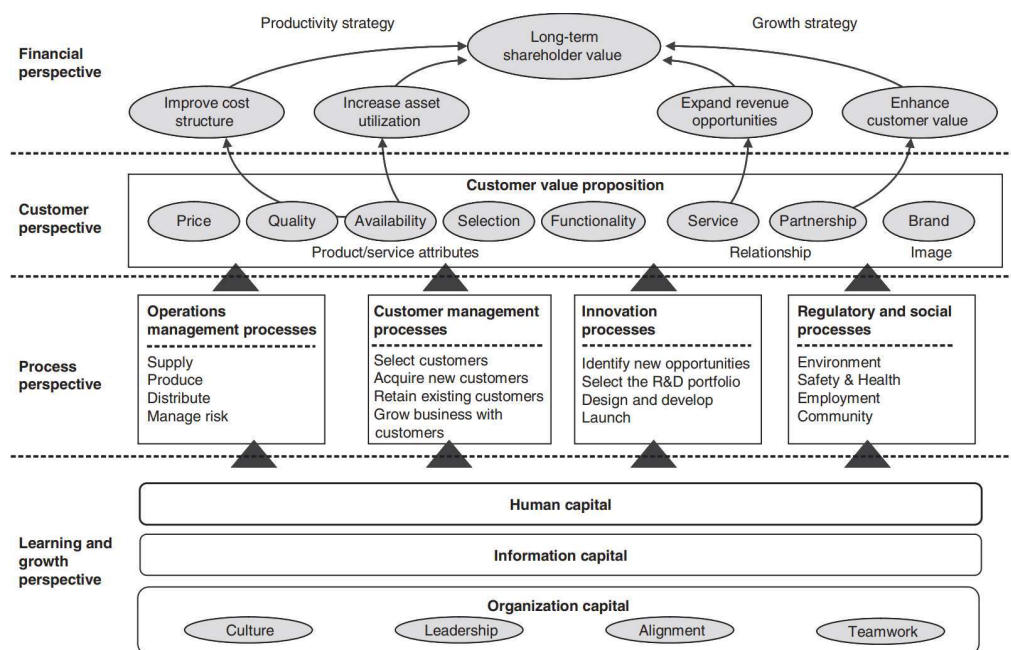 Productivity strategy
Growth strategy
Financial
perspective
Long-term
shareholder value
Improve cost
structure
Increase asset
utilization
Expand revenue
opportunities
Enhance
customer value
Customer
perspective
Customer value proposition
Price
Quality
Availability
Selection
Functionality
Service
Partnership
Brand
Product/service attributes
Relationship
Image
Process
perspective
Operations
management processes
Supply
Produce
Distribute
Manage risk
Customer management
processes
Select customers
Acquire new customers
Retain existing customers
Grow business with
customers
Innovation
processes
Identify new opportunities
Select the R&D portfolio
Design and develop
Launch
Regulatory and social
processes
Environment
Safety & Health
Employment
Community
Learning and
growth
perspective
Human capital
Information capital
Organization capital
Culture
Leadership
Alignment
Teamwork